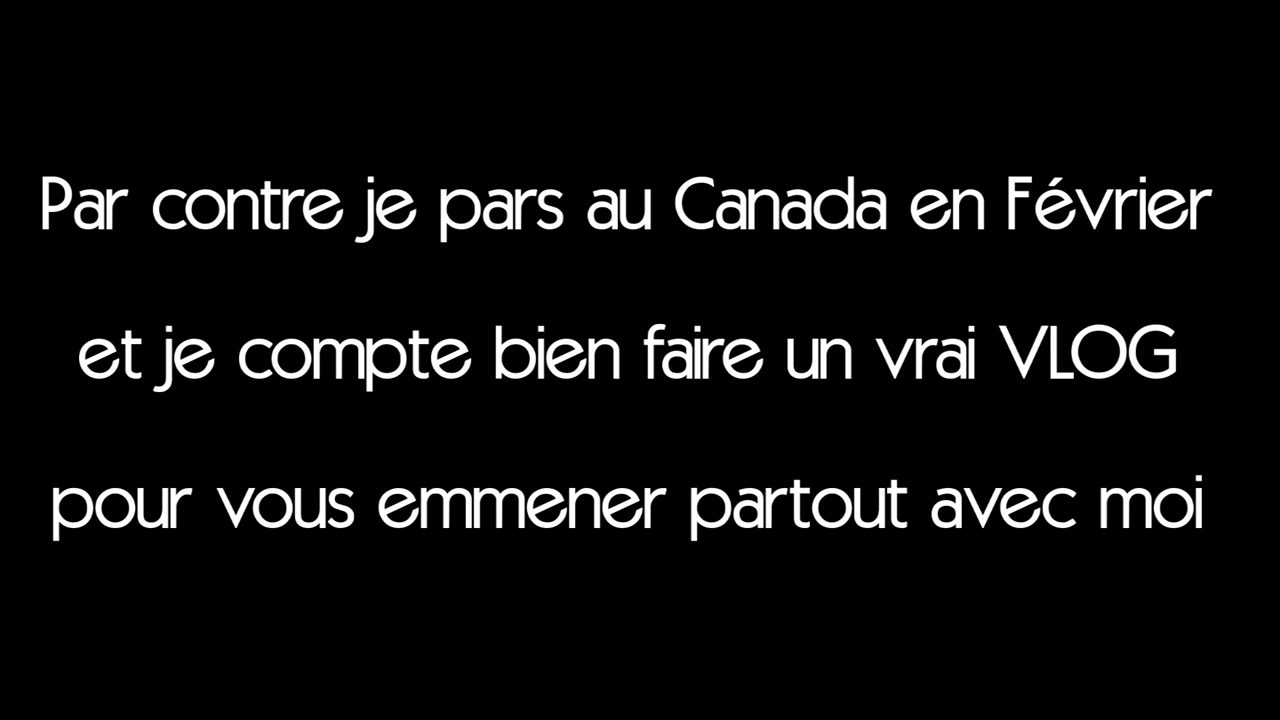 Par contre je pars au Canada en Février
et je compte bien faire un vrai VLOG
pour vous emmener partout avec moi